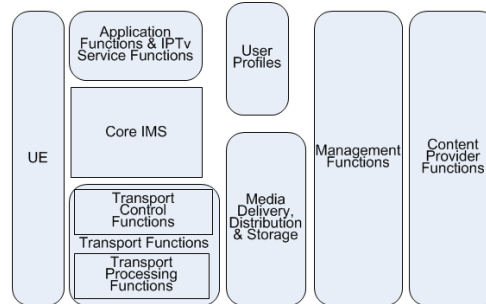 UE
Application
Functions & IPTv
Service Functions
Core IMS
Transport
Control
Functions
Transport Functions
Transport
Processing
Functions
User
Profiles
Media
Delivery,
Distribution
& Storage
Management
Functions
Content
Provider
Functions